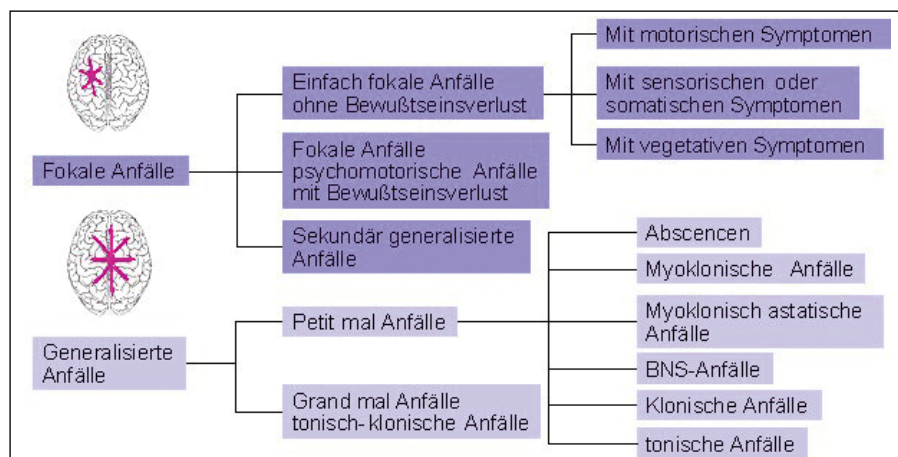 Fokale Anfälle
Einfach fokale Anfälle
ohne Bewußtseinsverlust
Mit motorischen Symptomen
Mit sensorischen oder
somatischen Symptomen
Mit vegetativen Symptomen
Fokale Anfälle
psychomotorische Anfälle
mit Bewußtseinsverlust
Sekundär generalisierte
Anfälle
Generalisierte
Anfälle
Petit mal Anfälle
Abscencen
Myoklonische Anfälle
Myoklonisch astatische
Anfälle
BNS-Anfälle
Klonische Anfälle
tonische Anfälle
Grand mal Anfälle
tonisch-klonische Anfälle